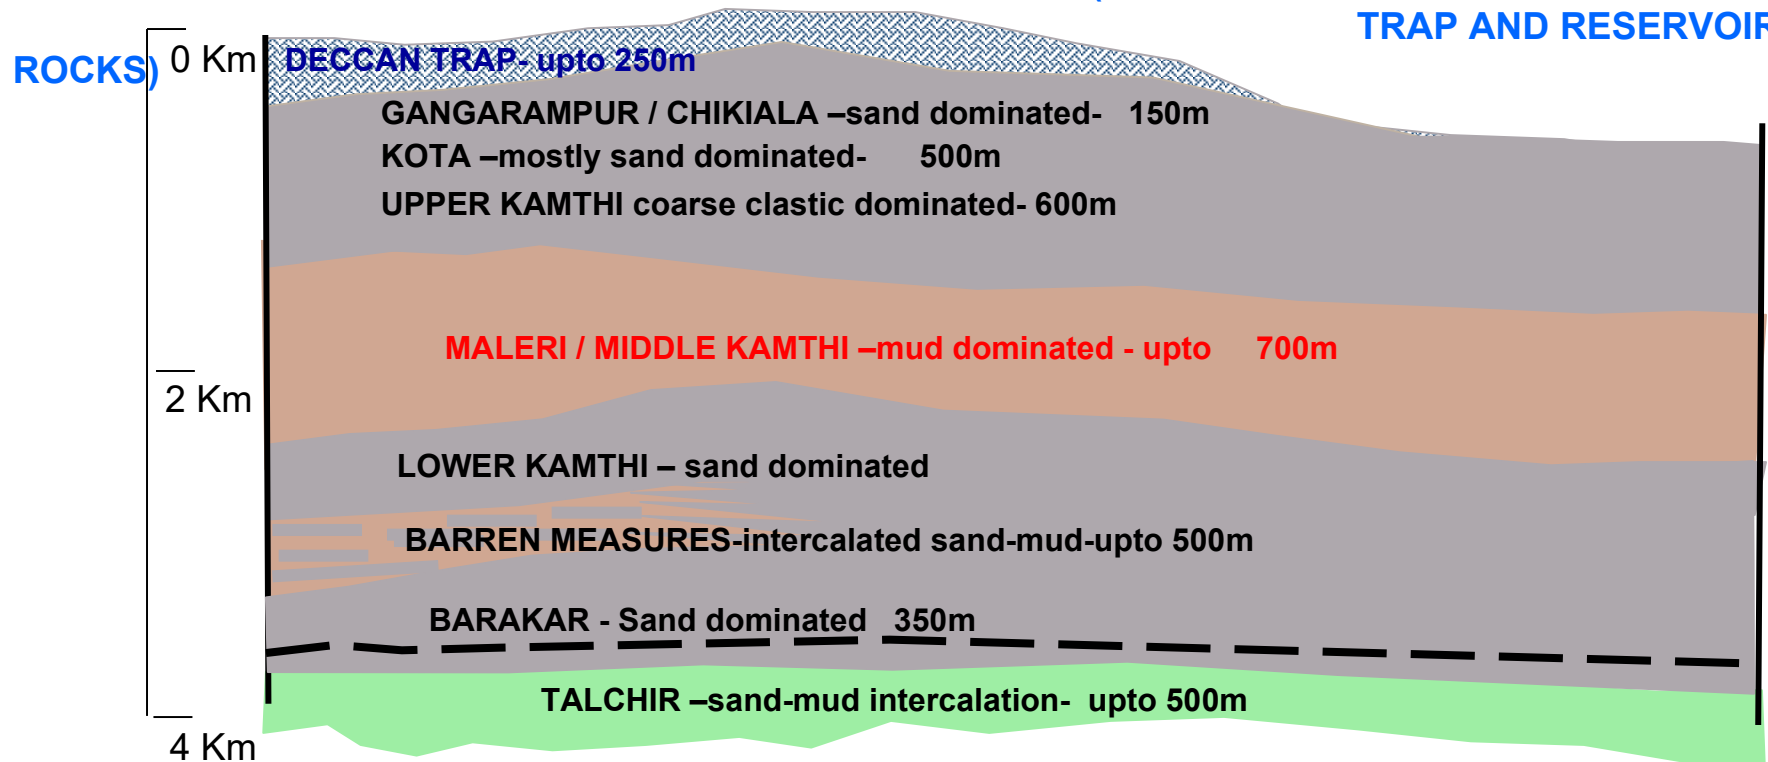 TRAP AND RESERVOIR
ROCKS)
0 Km
DECCAN TRAP- upto 250m
GANGARAMPUR / CHIKIALA –sand dominated- 150m
KOTA –mostly sand dominated- 500m
UPPER KAMTHI coarse clastic dominated- 600m
MALERI / MIDDLE KAMTHI –mud dominated - upto 700m
2 Km
LOWER KAMTHI – sand dominated
BARREN MEASURES-intercalated sand-mud-upto 500m
BARAKAR - Sand dominated 350m
TALCHIR –sand-mud intercalation- upto 500m
4 Km